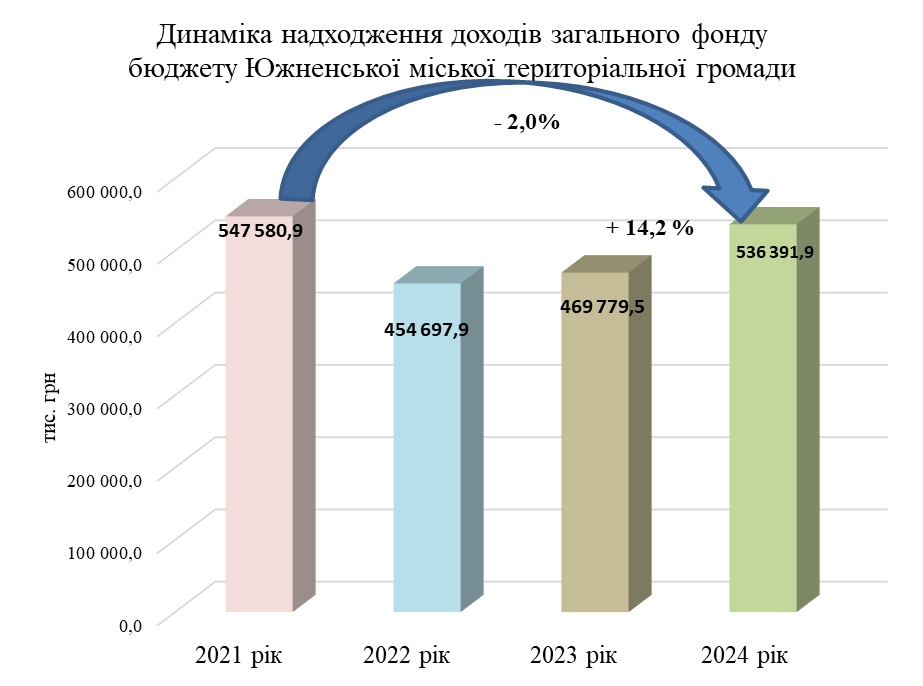 Динаміка надходження доходів загального фонду
бюджету Южненської міської територіальної громади
- 2,0%
600 000,0
547 580,9
+ 14,2 %
536 391,9
500 000,0
469 779,5
454 697,9
400 000,0
тис. грн
300 000,0
200 000,0
100 000,0
0,0
2021 рік
2022 рік
2023 рік
2024 рік